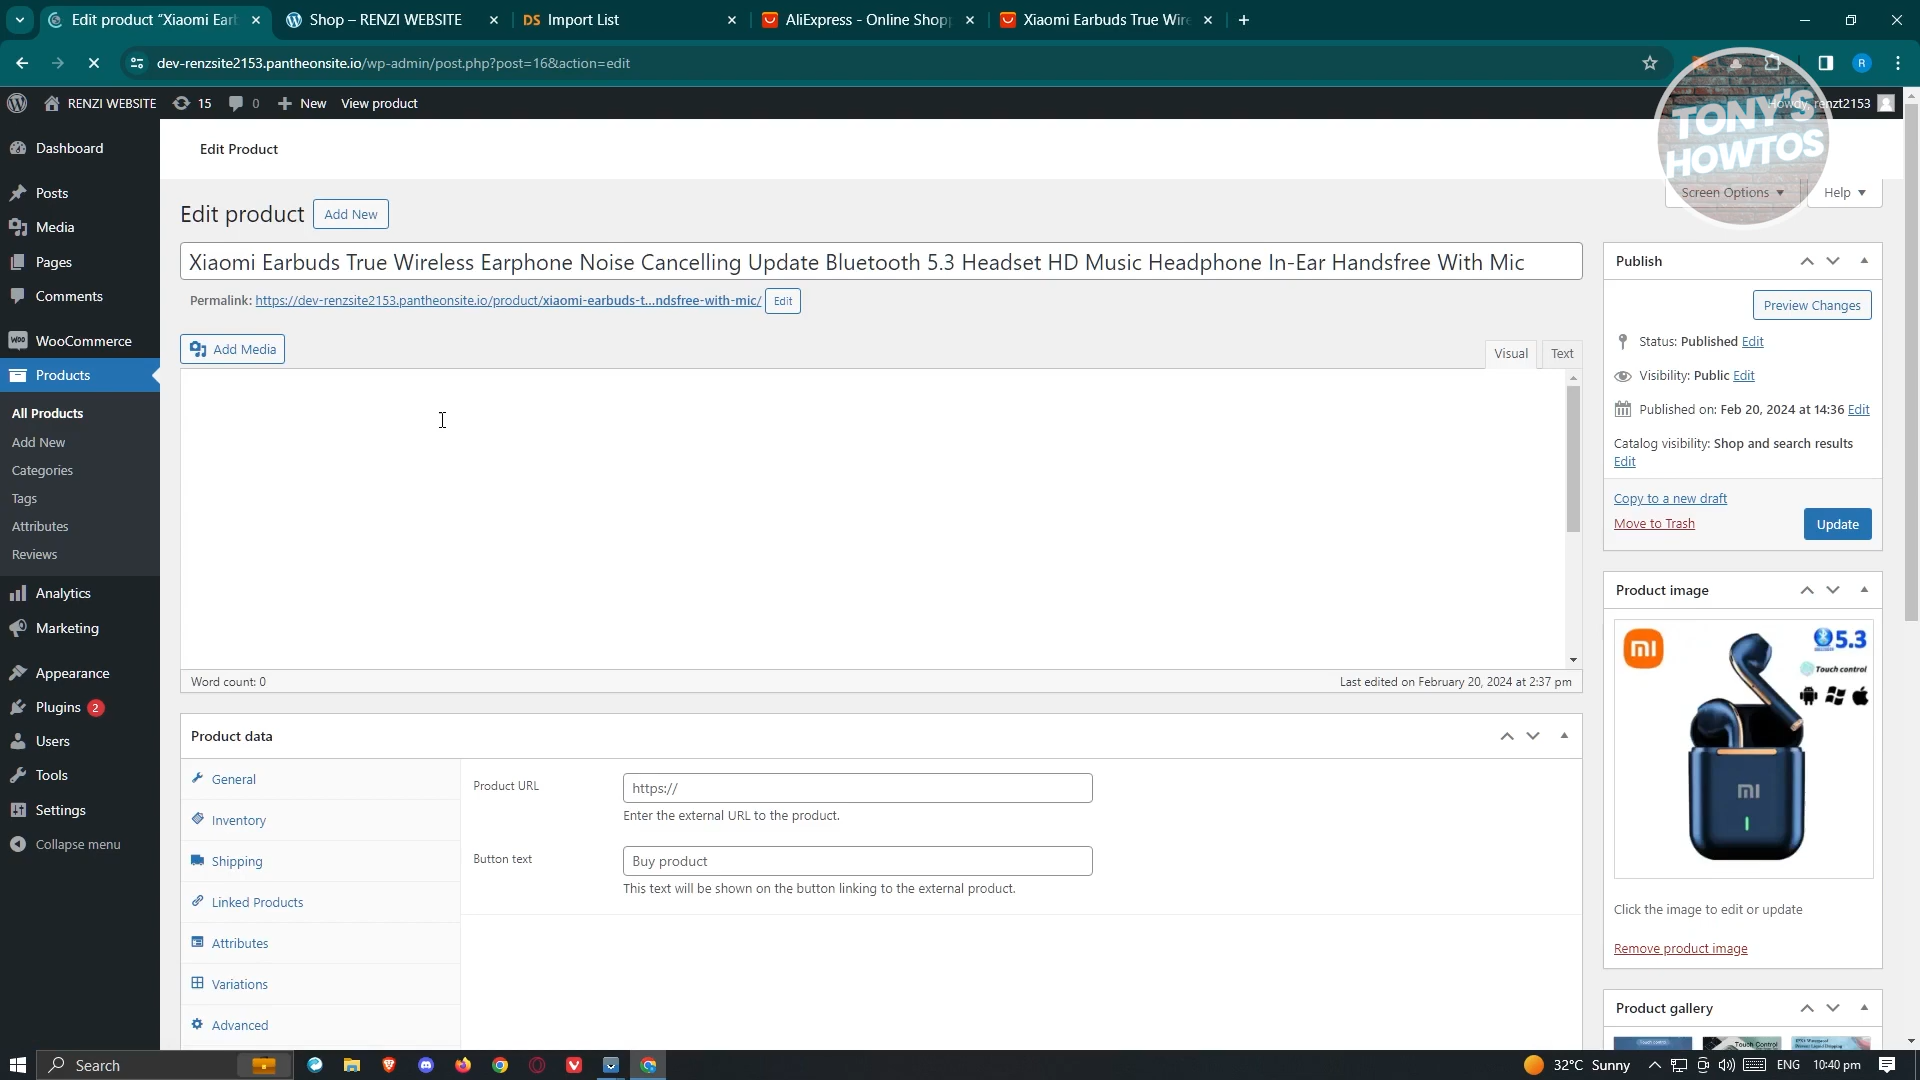 Edit product “Xiaomi Earb
Shop – RENZI WEBSITE
DS Import List
AliExpress - Online Shopp
Xiaomi Earbuds True Wire
dev-renzsite2153.pantheonsite.io/wp-admin/post.php?post=16&action=edit
R
RENZI WEBSITE
15
0
New
View product
Howdy, renzt2153
TONY'S
HOWTOS
Dashboard
Posts
Media
Pages
Comments
WooCommerce
Products
All Products
Add New
Categories
Tags
Attributes
Reviews
Analytics
Marketing
Appearance
Plugins 2
Users
Tools
Settings
Collapse menu
Edit Product
Screen Options
Help
Edit product
Add New
Xiaomi Earbuds True Wireless Earphone Noise Cancelling Update Bluetooth 5.3 Headset HD Music Headphone In-Ear Handsfree With Mic
Permalink: https://dev-renzsite2153.pantheonsite.io/product/xiaomi-earbuds-t...ndsfree-with-mic/ Edit
Add Media
Visual
Text
Word count: 0
Last edited on February 20, 2024 at 2:37 pm
Product data
General
Inventory
Shipping
Linked Products
Attributes
Variations
Advanced
Product URL
https://
Enter the external URL to the product.
Button text
Buy product
This text will be shown on the button linking to the external product.
Publish
Preview Changes
Status: Published Edit
Visibility: Public Edit
Published on: Feb 20, 2024 at 14:36 Edit
Catalog visibility: Shop and search results
Edit
Copy to a new draft
Move to Trash
Update
Product image
mi
5.3
Touch control
mi
Click the image to edit or update
Remove product image
Product gallery
Touch control
Touch Control
Search
32°C Sunny
ENG
10:40 pm